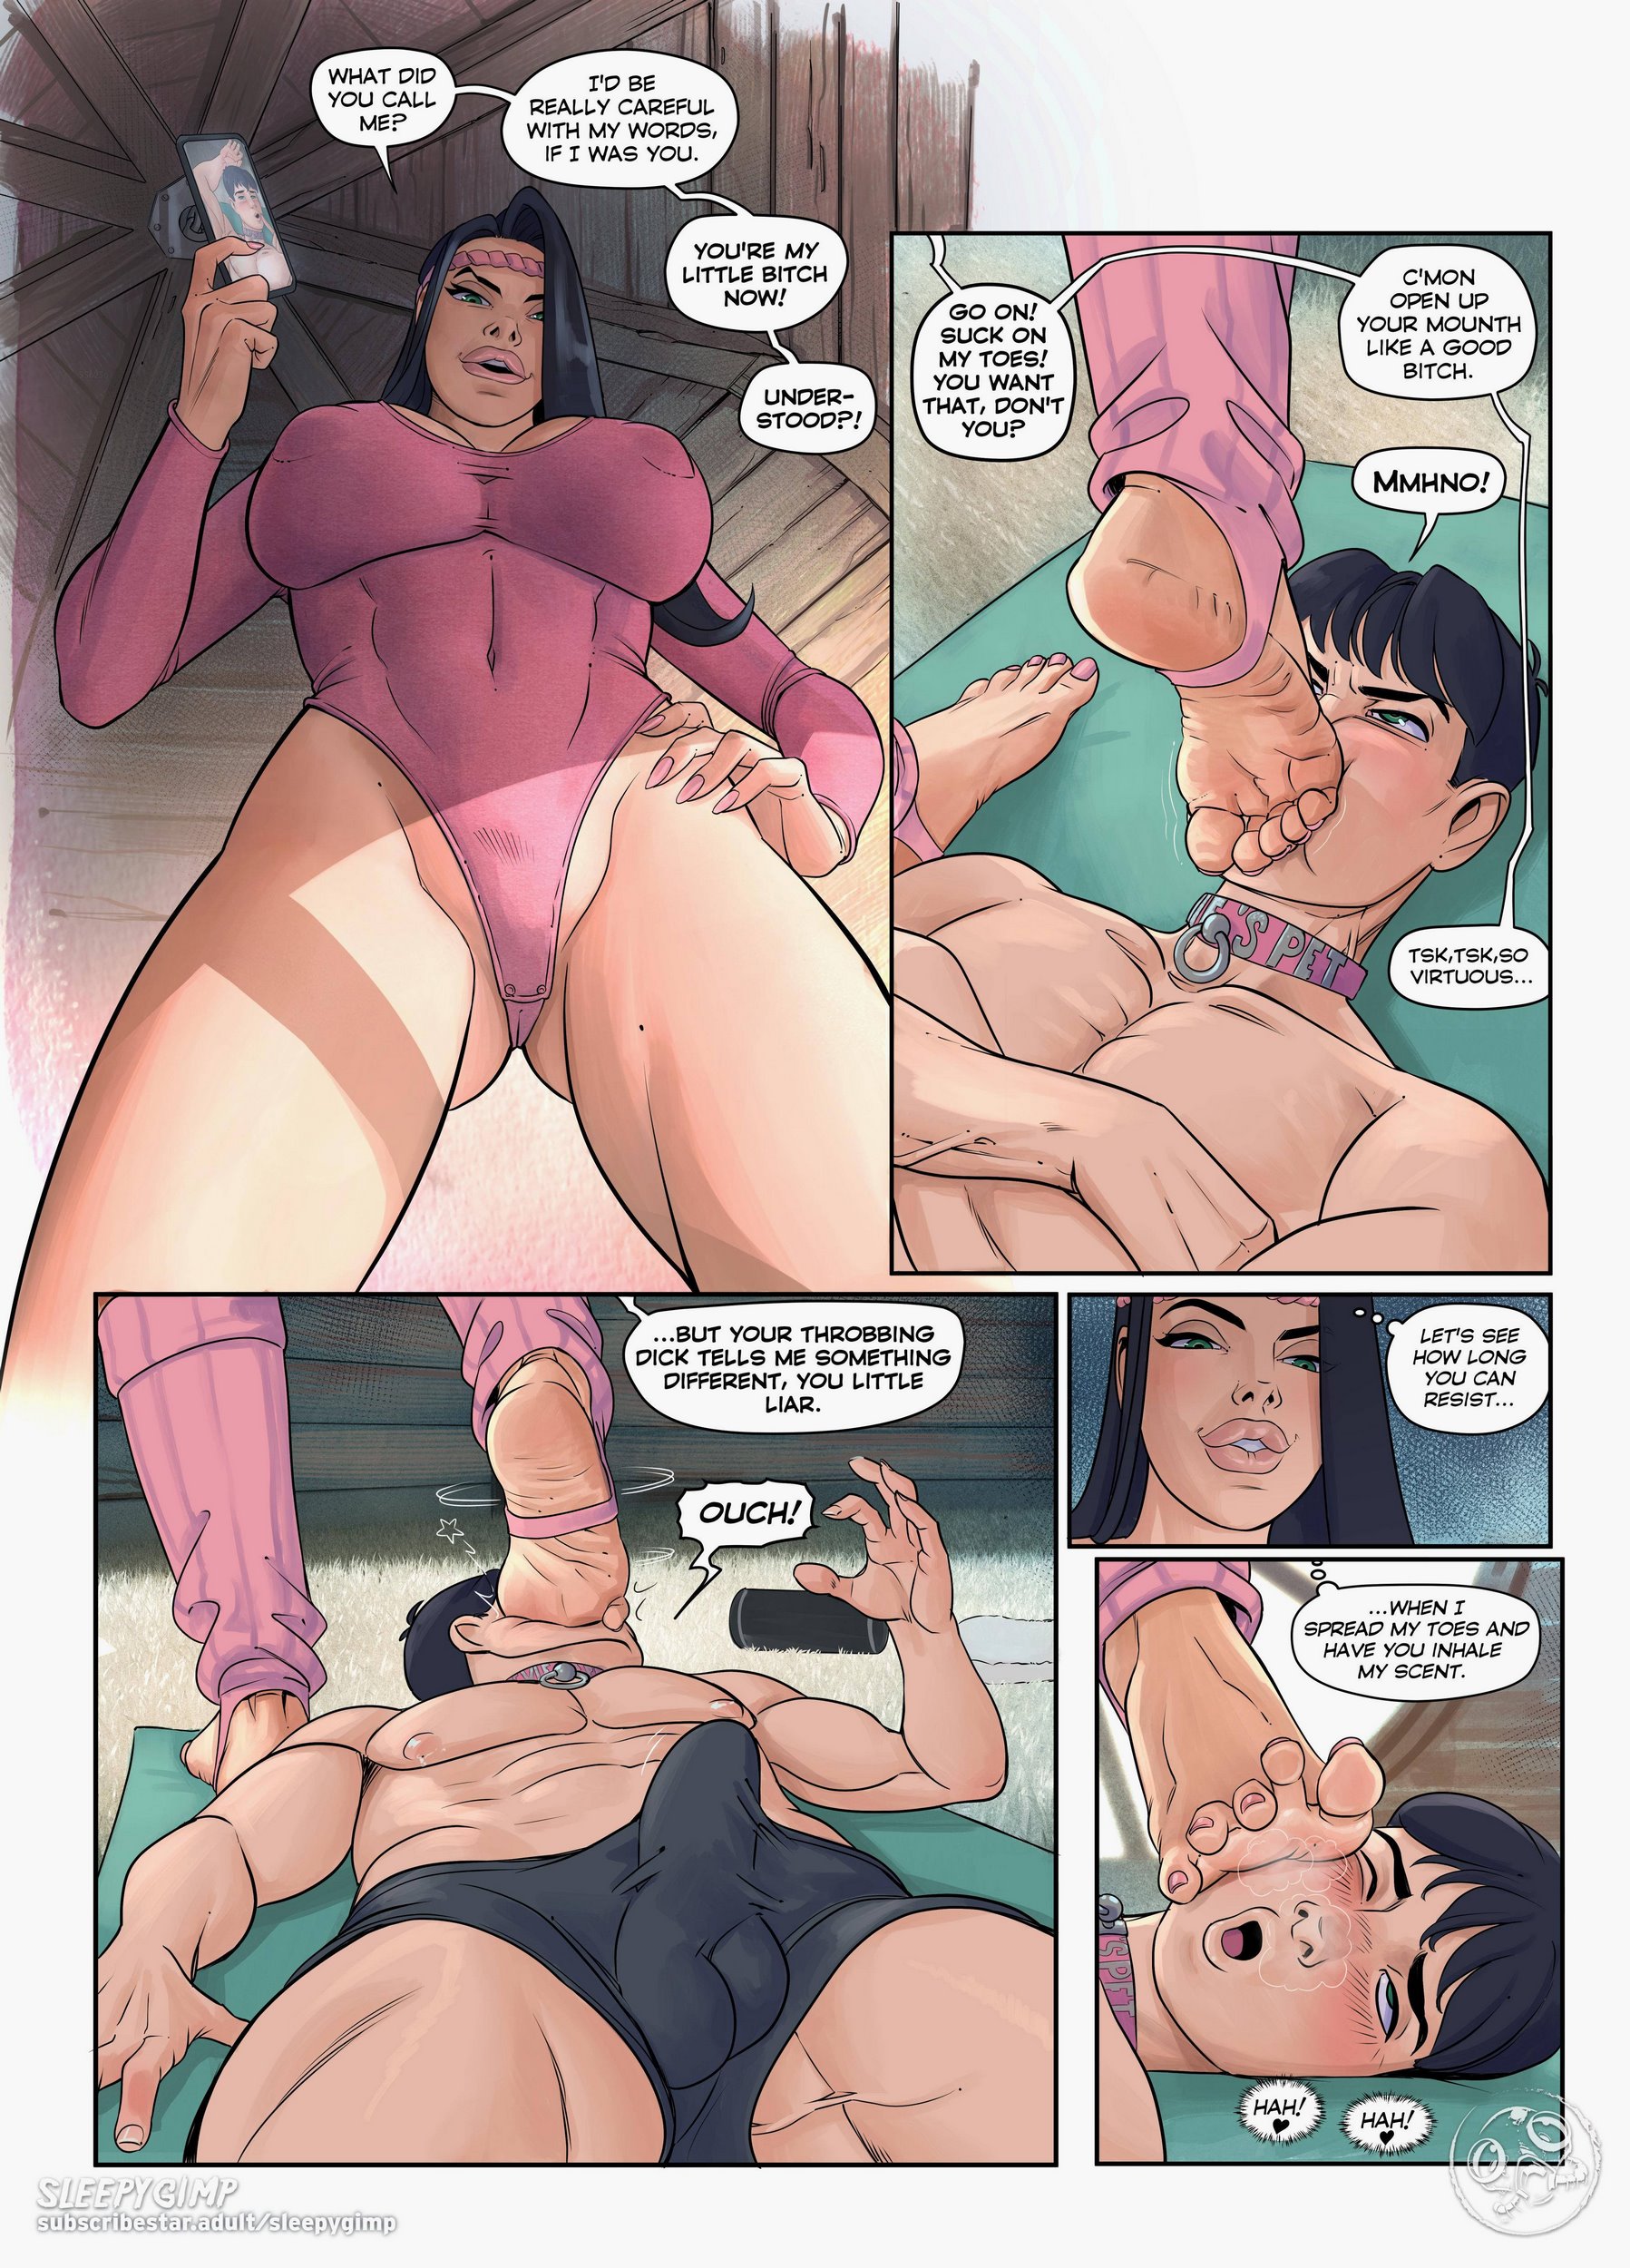 WHAT DID
YOU CALL
ME?
I'D BE
REALLY CAREFUL
WITH MY WORDS,
IF I WAS YOU.
YOU'RE MY
LITTLE BITCH
NOW!
UNDER-
STOOD?!
GO ON!
SUCK ON
MY TOES!
YOU WANT
THAT, DON'T
YOU?
C'MON
OPEN UP
YOUR MOUNTH
LIKE A GOOD
BITCH.
MMHNO!
'S PET
TSK,TSK,SO
VIRTUOUS...
...BUT YOUR THROBBING
DICK TELLS ME SOMETHING
DIFFERENT, YOU LITTLE
LIAR.
OUCH!
LET'S SEE
HOW LONG
YOU CAN
RESIST...
...WHEN I
SPREAD MY TOES AND
HAVE YOU INHALE
MY SCENT.
'S PET
HAH!
HAH!
SLEEPYGIMP
subscribestar.adult/sleepygimp